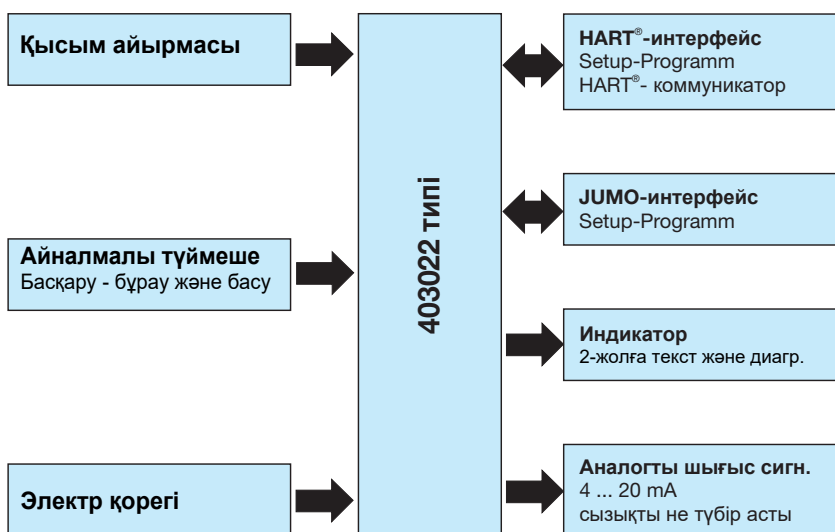 Қысым айырмасы
Айналмалы түймеше
Басқару - бұрау және басу
Электр қорегі
403022 типі
HART®-интерфейс
Setup-Programm
HART®- коммуникатор
JUMO-интерфейс
Setup-Programm
Индикатор
2-жолға текст және диагр.
Аналогты шығыс сигн.
4 ... 20 mA
сызықты не түбір асты